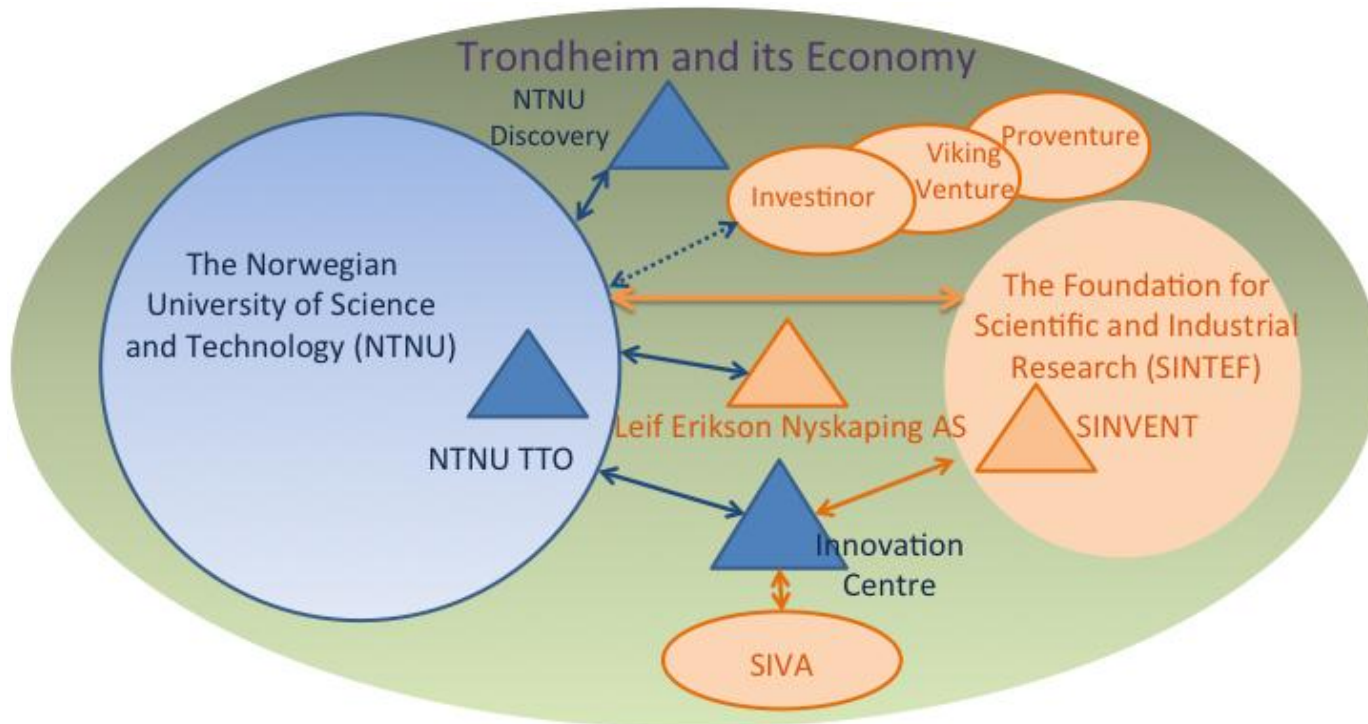 Trondheim and its Economy
NTNU
Discovery
Proventure
Viking
Venture
Investinor
The Norwegian
University of Science
and Technology (NTNU)
The Foundation for
Scientific and Industrial
Research (SINTEF)
Leif Erikson Nyskaping AS
SINVENT
NTNU TTO
Innovation
Centre
SIVA